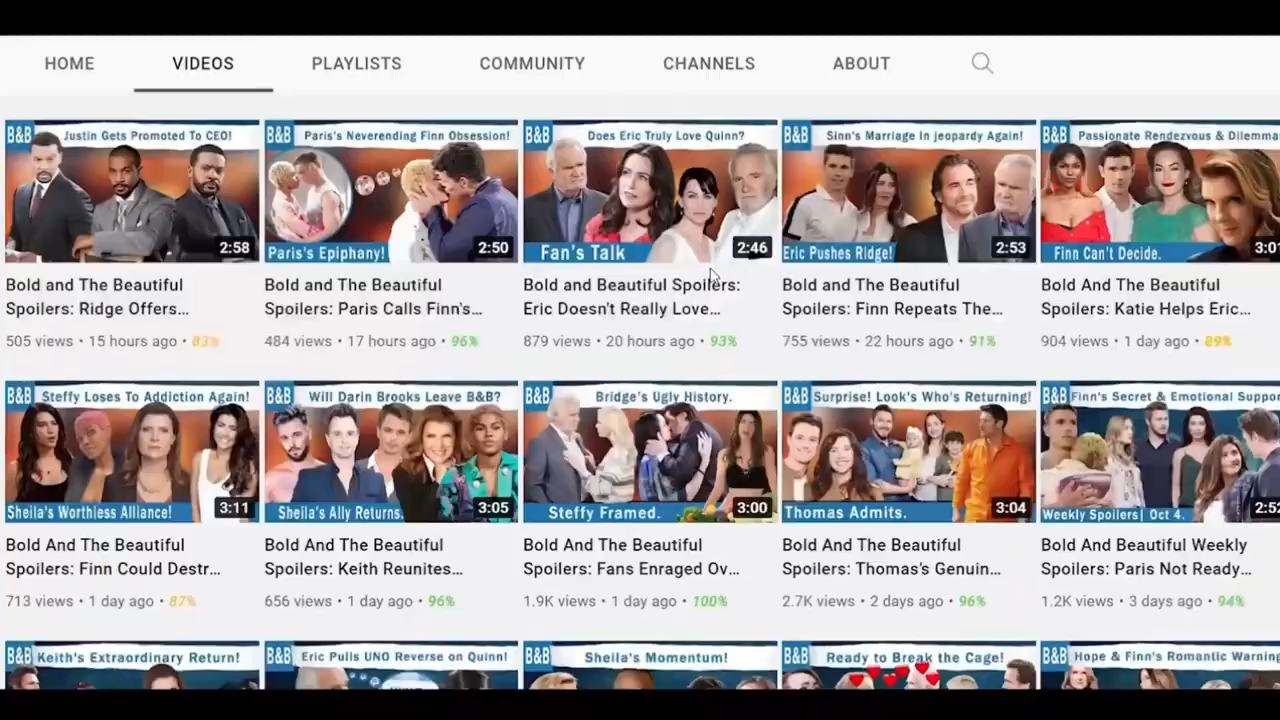 HOME VIDEOS PLAYLISTS COMMUNITY CHANNELS ABOUT
B&B Justin Gets Promoted To CEO!
2:58
Bold and The Beautiful
Spoilers: Ridge Offers...
505 views • 15 hours ago • 83%
B&B Paris's Neverending Finn Obsession!
Paris's Epiphany!
2:50
Bold and The Beautiful
Spoilers: Paris Calls Finn's...
484 views • 17 hours ago • 96%
B&B Does Eric Truly Love Quinn?
Fan's Talk
2:46
Bold and Beautiful Spoilers:
Eric Doesn't Really Love...
879 views • 20 hours ago • 93%
B&B Sinn's Marriage In jeopardy Again!
Eric Pushes Ridge!
2:53
Bold and The Beautiful
Spoilers: Finn Repeats The...
755 views • 22 hours ago • 91%
B&B Passionate Rendezvous & Dilemma
Finn Can't Decide.
3:01
Bold And The Beautiful
Spoilers: Katie Helps Eric...
904 views • 1 day ago • 89%
B&B Steffy Loses To Addiction Again!
Sheila's Worthless Alliance!
3:11
Bold And The Beautiful
Spoilers: Finn Could Destr...
713 views • 1 day ago • 87%
B&B Will Darin Brooks Leave B&B?
Sheila's Ally Returns.
3:05
Bold And The Beautiful
Spoilers: Keith Reunites...
656 views • 1 day ago • 96%
B&B Bridge's Ugly History.
Steffy Framed.
3:00
Bold And The Beautiful
Spoilers: Fans Enraged Ov...
1.9K views • 1 day ago • 100%
B&B Surprise! Look's Who's Returning!
Thomas Admits.
3:04
Bold And The Beautiful
Spoilers: Thomas's Genuin...
2.7K views • 2 days ago • 96%
B&B Finn's Secret & Emotional Suppor
Weekly Spoilers| Oct 4.
2:52
Bold And Beautiful Weekly
Spoilers: Paris Not Ready...
1.2K views • 3 days ago • 94%
B&B Keith's Extraordinary Return!
B&B Eric Pulls UNO Reverse on Quinn!
B&B Sheila's Momentum!
B&B Ready to Break the Cage!
B&B Hope & Finn's Romantic Warning